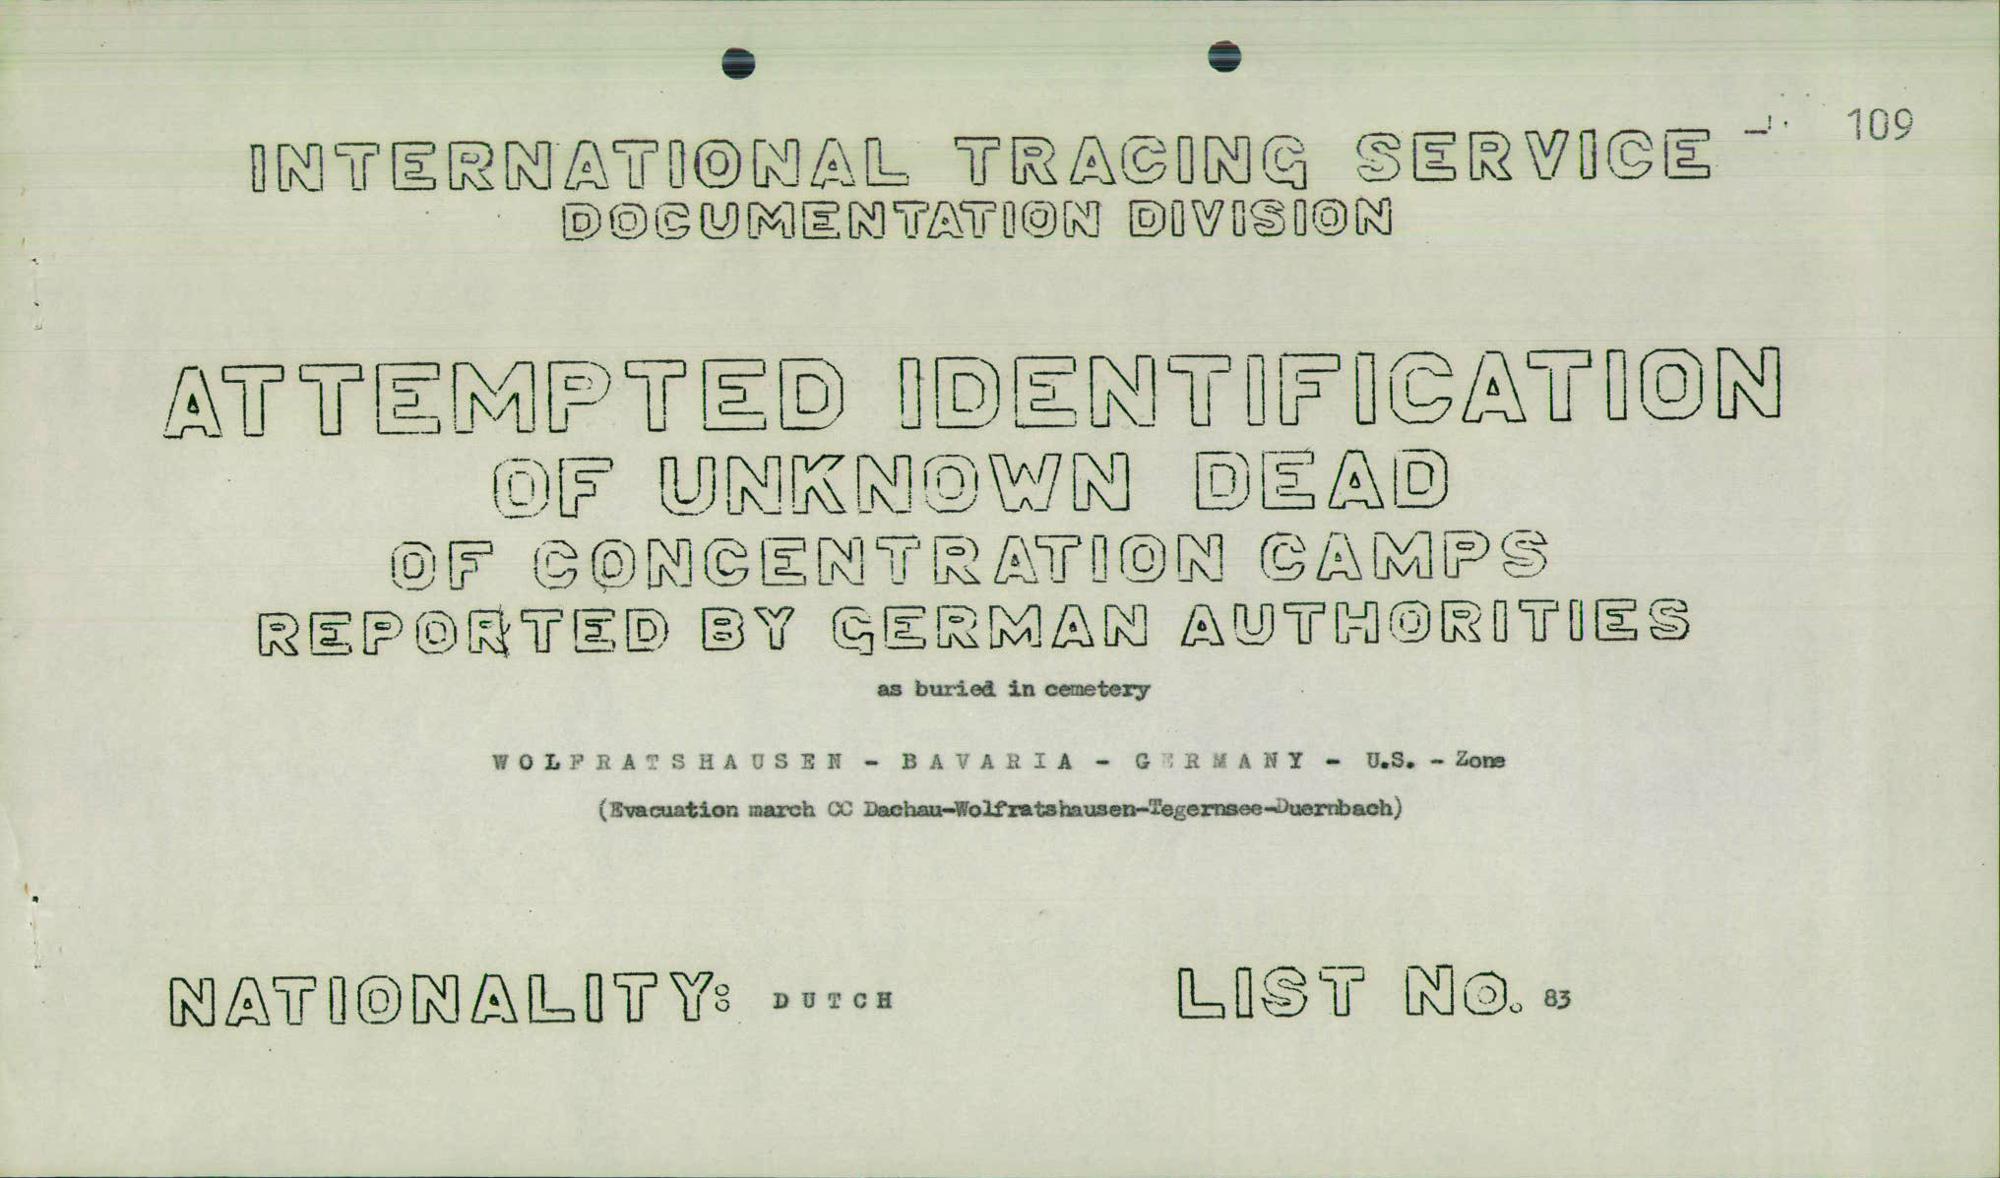 109
INTERNATIONAL TRACING SERVICE
DOCUMENTATION DIVISION
ATTEMPTED IDENTIFICATION
OF UNKNOWN DEAD
OF CONCENTRATION CAMPS
REPORTED BY GERMAN AUTHORITIES
as buried in cemetery
WOLFRATSHAUSEN - BAVARIA - GERMANY - U.S. - Zone
(Evacuation march CC Dachau-Wolfratshausen-Tegernsee-Duernbach)
NATIONALITY: DUTCH LIST NO. 83